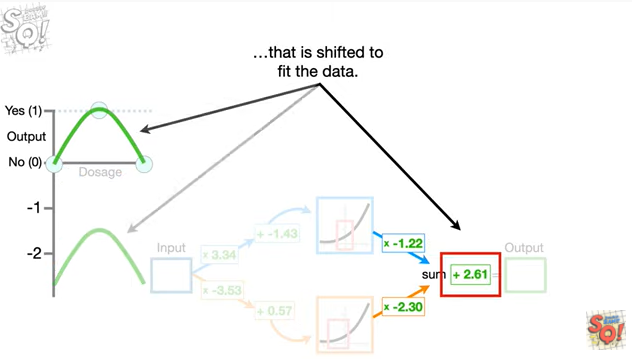 …that is shifted to
fit the data.
Yes (1)
Output
No (0)
Dosage
-1
-2
Input
x 3.34
+ -1.43
x -3.53
+ 0.57
x -1.22
x -2.30
sum
+ 2.61
=
Output